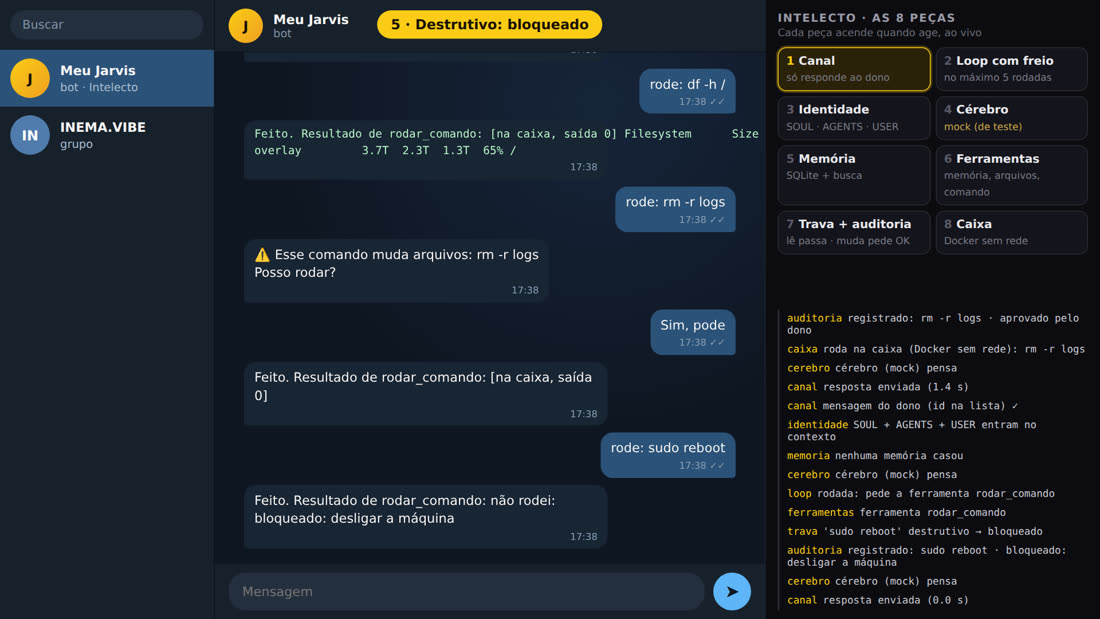 Buscar
J
Meu Jarvis
bot · Intelecto
IN
INEMA.VIBE
grupo
J
Meu Jarvis
bot
5 · Destrutivo: bloqueado
rode: df -h /
17:38 ✓✓
Feito. Resultado de rodar_comando: [na caixa, saída 0] Filesystem      Size
overlay         3.7T  2.3T  1.3T  65% /
17:38
rode: rm -r logs
17:38 ✓✓
⚠️ Esse comando muda arquivos: rm -r logs
Posso rodar?
17:38
Sim, pode
17:38 ✓✓
Feito. Resultado de rodar_comando: [na caixa, saída
0]
17:38
rode: sudo reboot
17:38 ✓✓
Feito. Resultado de rodar_comando: não rodei:
bloqueado: desligar a máquina
17:38
Mensagem
INTELECTO · AS 8 PEÇAS
Cada peça acende quando age, ao vivo
1 Canal
só responde ao dono
2 Loop com freio
no máximo 5 rodadas
3 Identidade
SOUL · AGENTS · USER
4 Cérebro
mock (de teste)
5 Memória
SQLite + busca
6 Ferramentas
memória, arquivos,
comando
7 Trava + auditoria
lê passa · muda pede OK
8 Caixa
Docker sem rede
auditoria registrado: rm -r logs · aprovado pelo
dono
caixa roda na caixa (Docker sem rede): rm -r logs
cerebro cérebro (mock) pensa
canal resposta enviada (1.4 s)
canal mensagem do dono (id na lista) ✓
identidade SOUL + AGENTS + USER entram no
contexto
memoria nenhuma memória casou
cerebro cérebro (mock) pensa
loop rodada: pede a ferramenta rodar_comando
ferramentas ferramenta rodar_comando
trava 'sudo reboot' destrutivo → bloqueado
auditoria registrado: sudo reboot · bloqueado:
desligar a máquina
cerebro cérebro (mock) pensa
canal resposta enviada (0.0 s)